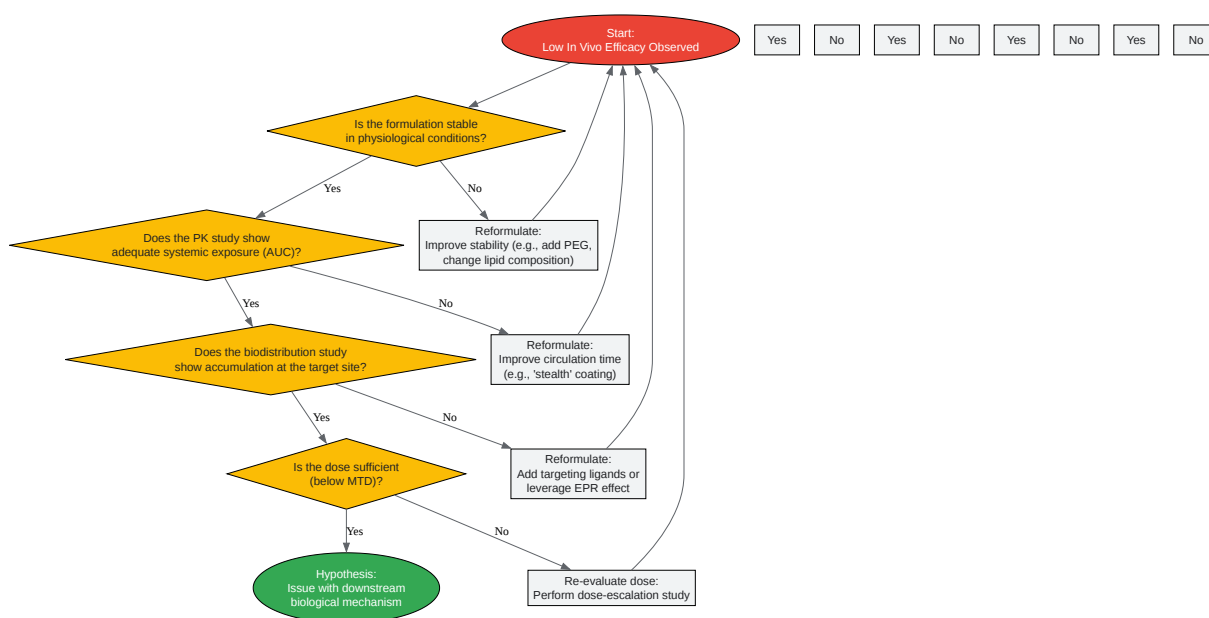 Start:
Low In Vivo Efficacy Observed
Yes
No
Yes
No
Yes
No
Yes
No
Is the formulation stable
in physiological conditions?
Yes
No
Does the PK study show
adequate systemic exposure (AUC)?
Reformulate:
Improve stability (e.g., add PEG,
change lipid composition)
Yes
No
Does the biodistribution study
show accumulation at the target site?
Reformulate:
Improve circulation time
(e.g., 'stealth' coating)
Yes
No
Is the dose sufficient
(below MTD)?
Reformulate:
Add targeting ligands or
leverage EPR effect
Yes
No
Hypothesis:
Issue with downstream
biological mechanism
Re-evaluate dose:
Perform dose-escalation study